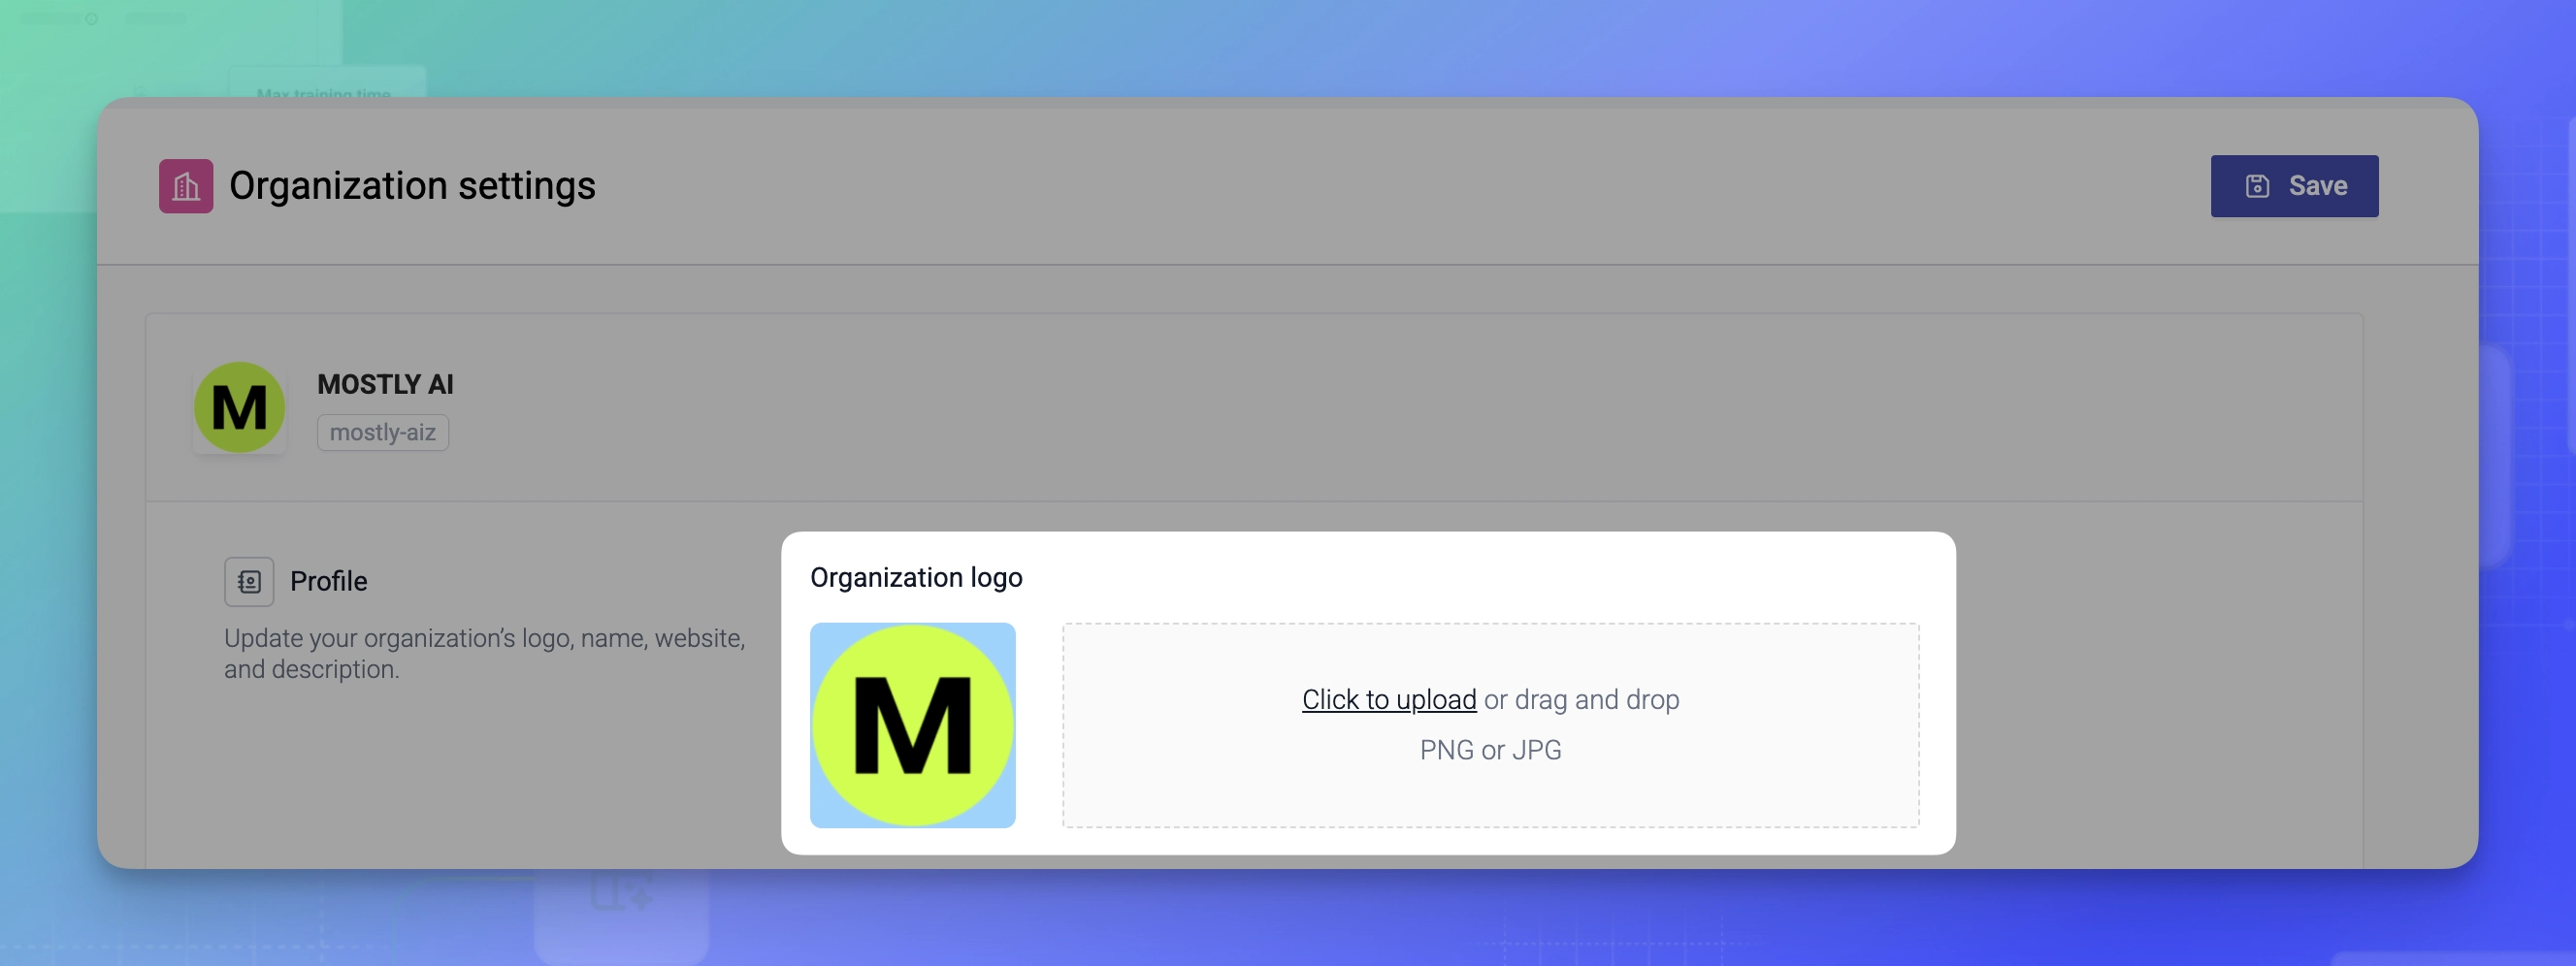 Max training time
Organization settings
Save
M
MOSTLY AI
mostly-aiz
Profile
Update your organization’s logo, name, website,
and description.
Organization logo
M
Click to upload or drag and drop
PNG or JPG